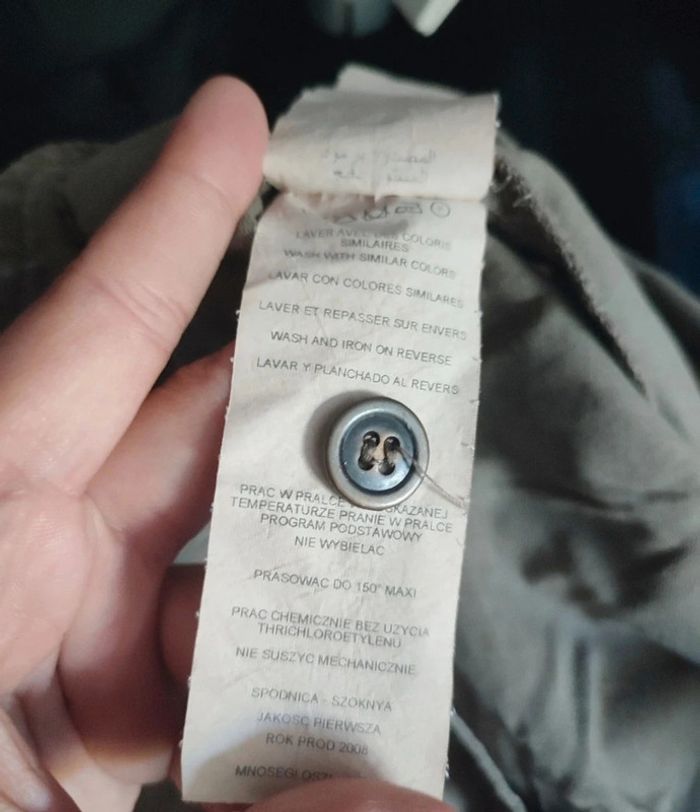 LAVER AVEC DES COLORIS
SIMILAIRES
WASH WITH SIMILAR COLORS
LAVAR CON COLORES SIMILARES
LAVER ET REPASSER SUR ENVERS
WASH AND IRON ON REVERSE
LAVAR Y PLANCHADO AL REVERS
PRAC W PRALCE
TEMPERATURZE PRANIE W PRALCE
PROGRAM PODSTAWOWY
NIE WYBIELAC
PRASOWAC DO 150° MAXI
PRAC CHEMICZNIE BEZ UZYCIA
THRICHLOROETYLENU
NIE SUSZYC MECHANICZNIE
SPODNICA - SZOKNYA
JAKOSC PIERWSZA
ROK PROD 2008